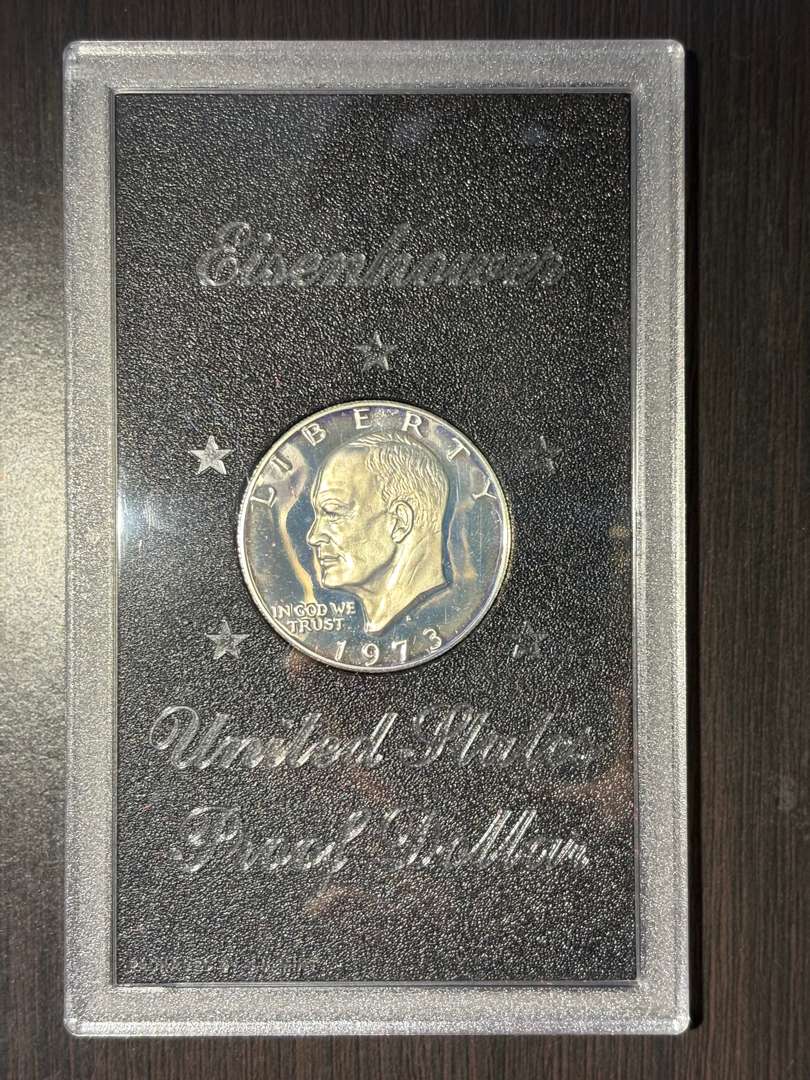 Eisenhower
LIBERTY
IN GOD WE
TRUST
1973
United States
Proof Dollar